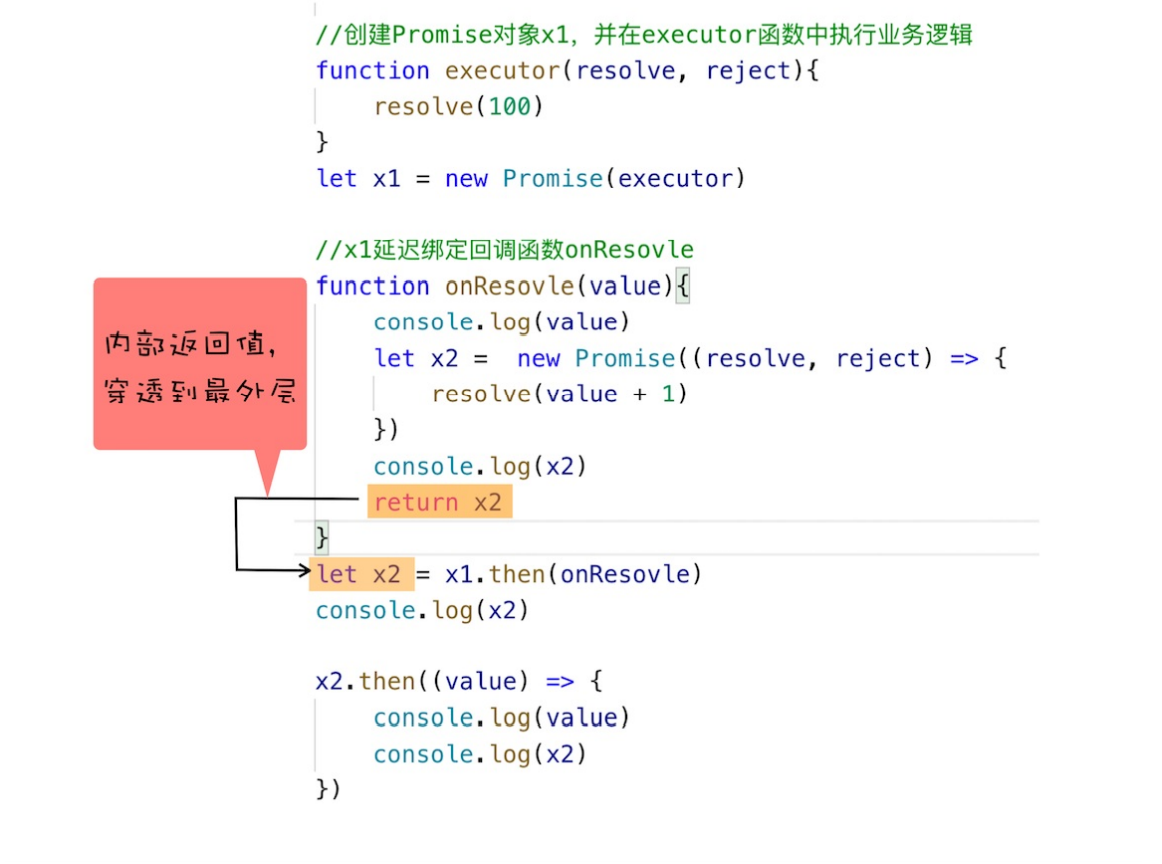 //创建Promise对象x1，并在executor函数中执行业务逻辑
function executor(resolve, reject){
    resolve(100)
}
let x1 = new Promise(executor)

//x1延迟绑定回调函数onResovle
function onResovle(value){
    console.log(value)
    let x2 =  new Promise((resolve, reject) => {
        resolve(value + 1)
    })
    console.log(x2)
    return x2
}
let x2 = x1.then(onResovle)
console.log(x2)

x2.then((value) => {
    console.log(value)
    console.log(x2)
})
内部返回值，
穿透到最外层